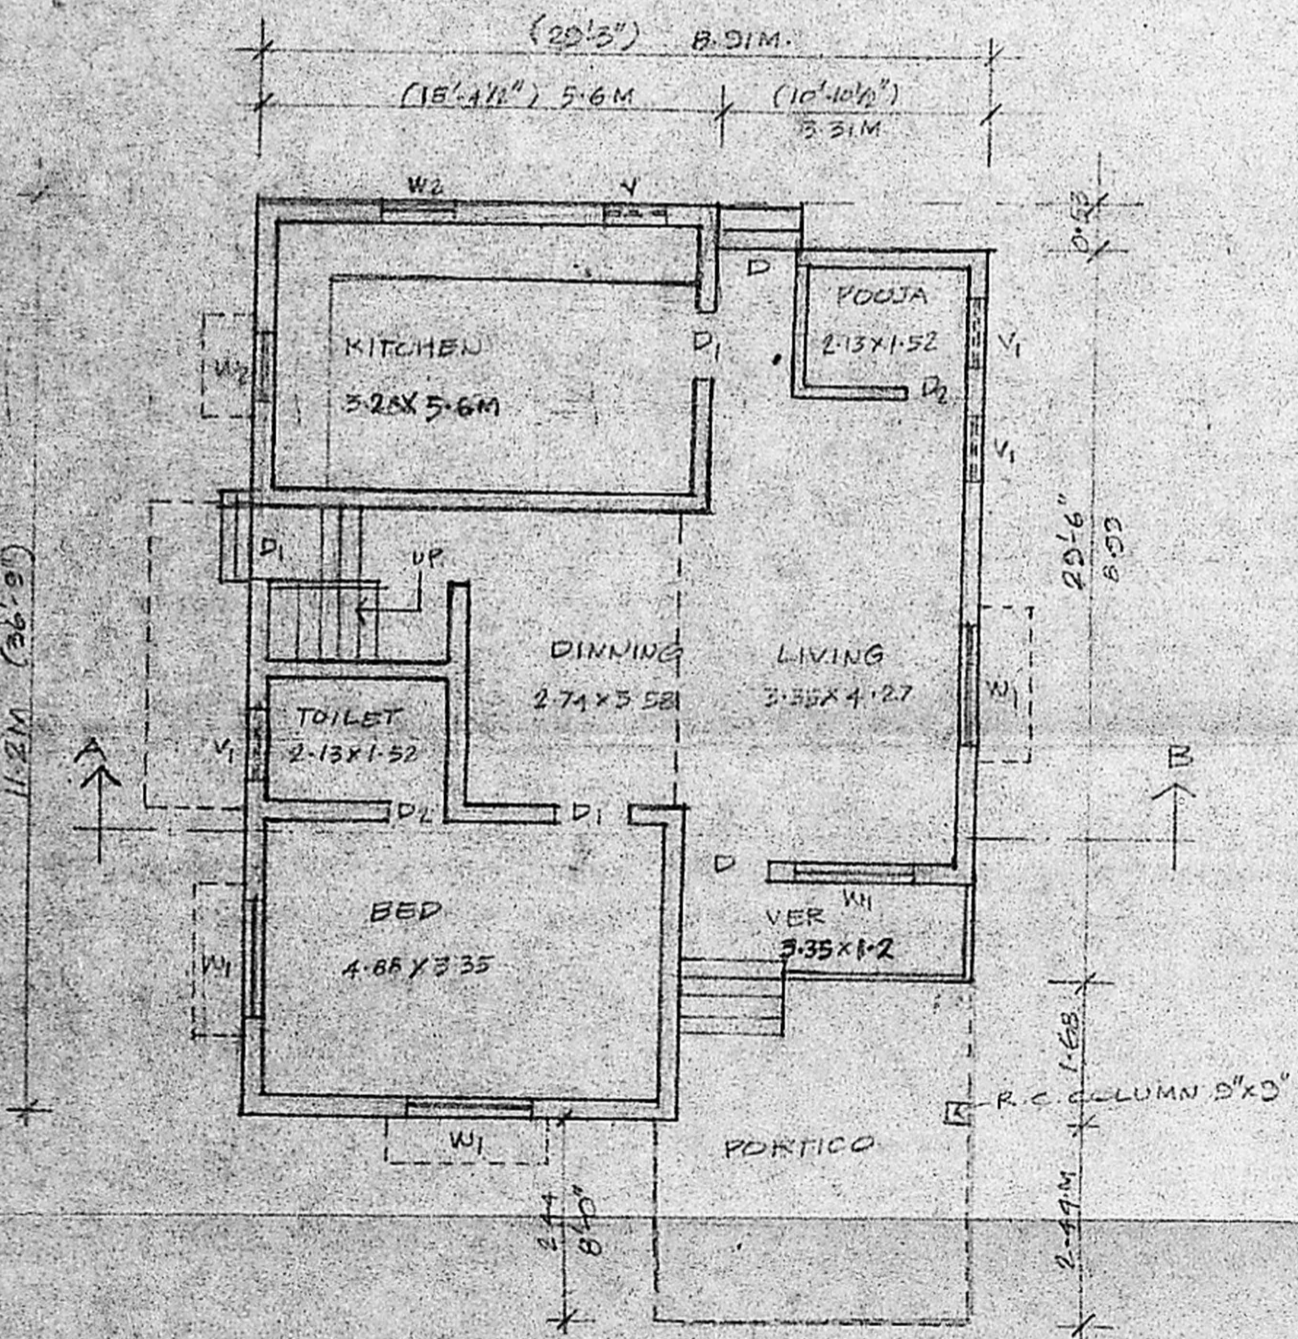 (29'3") 8.91M.
(18'-4½") 5.6M (10'-10½")
3.31M
W2 V
0.53
D
POOJA
2.13X1.52
V1
KITCHEN
D1
W2
3.28X5.6M
D2
V1
29'-6"
8.99
D1
UP.
11.2M (36'-9")
DINNING
2.74X3.58
LIVING
3.35X4.27
W1
TOILET
2.13X1.52
V1
A
B
D2 D1
D
W1
BED
4.88X3.35
VER
3.35X1.2
W1
1.68
R.C. COLUMN 9"X9"
PORTICO
W1
2.44
8'-0"
2.44M